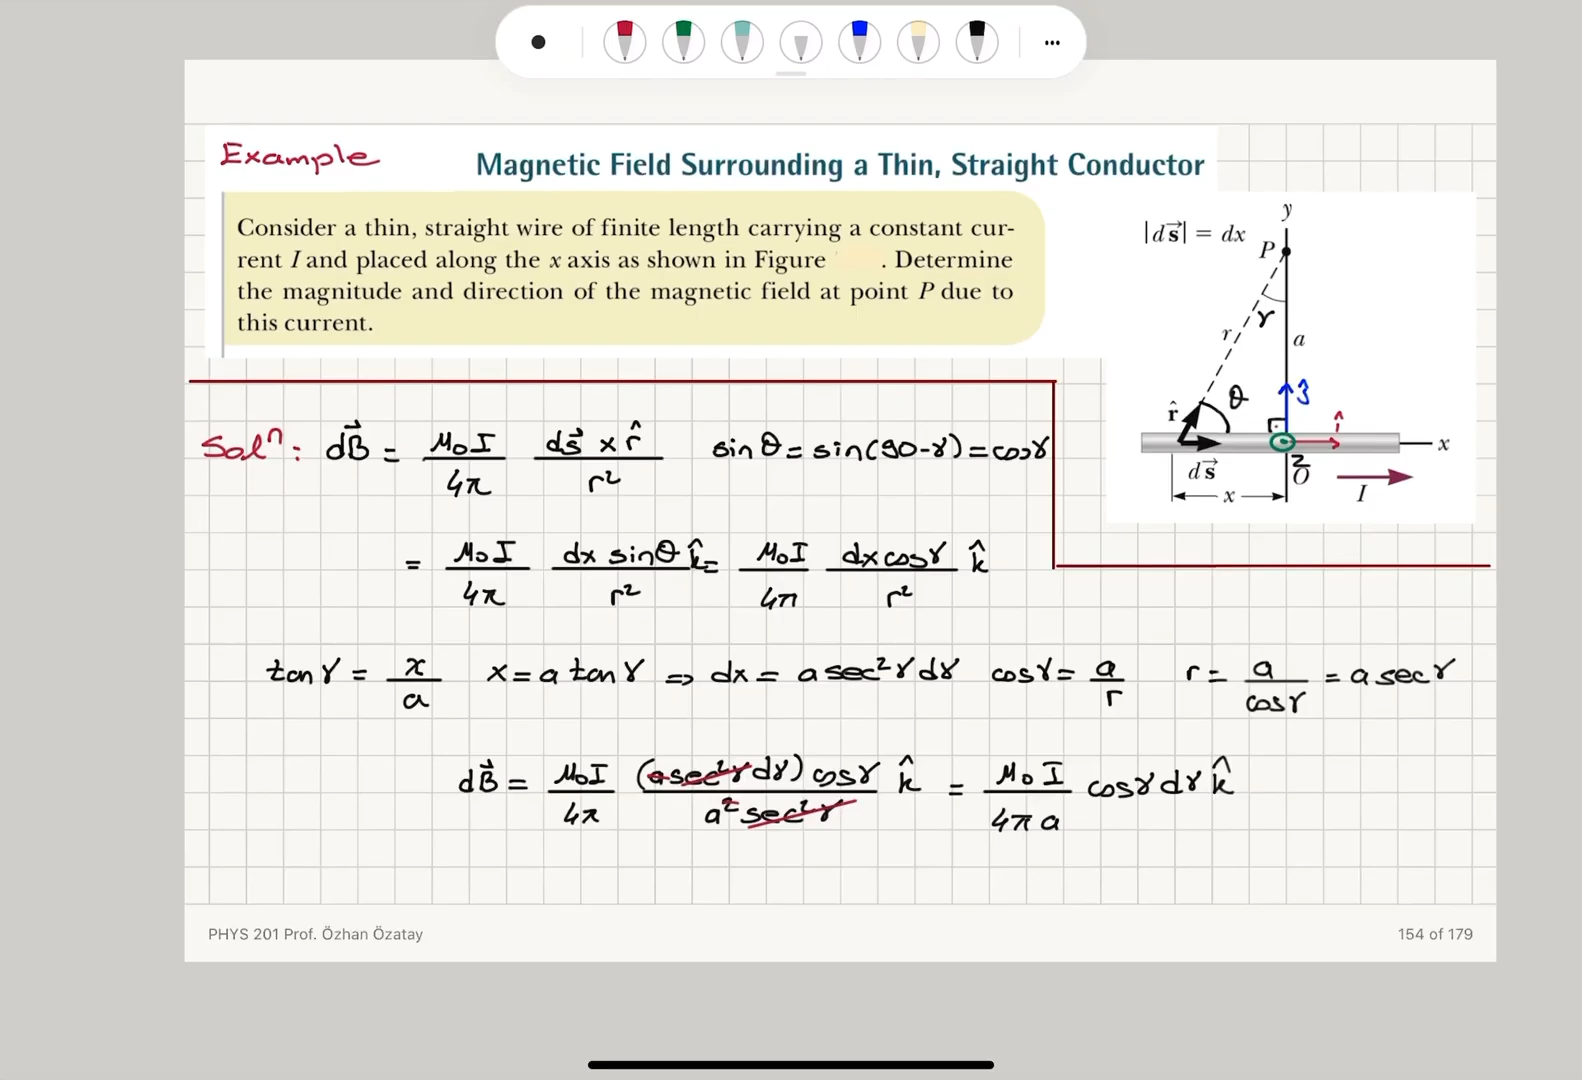 Example
Magnetic Field Surrounding a Thin, Straight Conductor
Consider a thin, straight wire of finite length carrying a constant cur-
rent I and placed along the x axis as shown in Figure . Determine
the magnitude and direction of the magnetic field at point P due to
this current.
|ds⃗| = dx
y
P
r
γ
a
r̂
θ
ĵ
î
x
ds⃗
z
O
x
I
Solⁿ: dB⃗ = μ₀I/4π ds⃗ × r̂/r² sinθ = sin(90-γ) = cosγ
= μ₀I/4π dx sinθ/r² k̂ = μ₀I/4π dx cosγ/r² k̂
tanγ = x/a x = a tanγ ⇒ dx = a sec²γ dγ cosγ = a/r r = a/cosγ = a secγ
dB⃗ = μ₀I/4π (a sec²γ dγ) cosγ/a² sec²γ k̂ = μ₀I/4πa cosγ dγ k̂
PHYS 201 Prof. Özhan Özatay
154 of 179